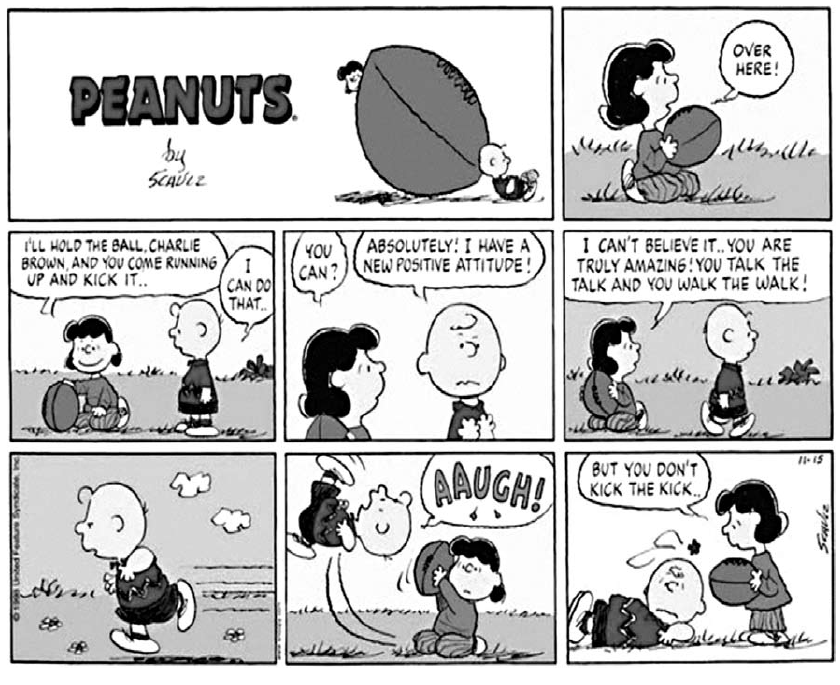 PEANUTS
by
SCHULZ
OVER
HERE!
I'LL HOLD THE BALL, CHARLIE
BROWN, AND YOU COME RUNNING
UP AND KICK IT..
I
CAN DO
THAT..
YOU
CAN?
ABSOLUTELY! I HAVE A
NEW POSITIVE ATTITUDE!
I CAN'T BELIEVE IT.. YOU ARE
TRULY AMAZING! YOU TALK THE
TALK AND YOU WALK THE WALK!
AAUGH!
BUT YOU DON'T
KICK THE KICK..
11-15
SCHULZ